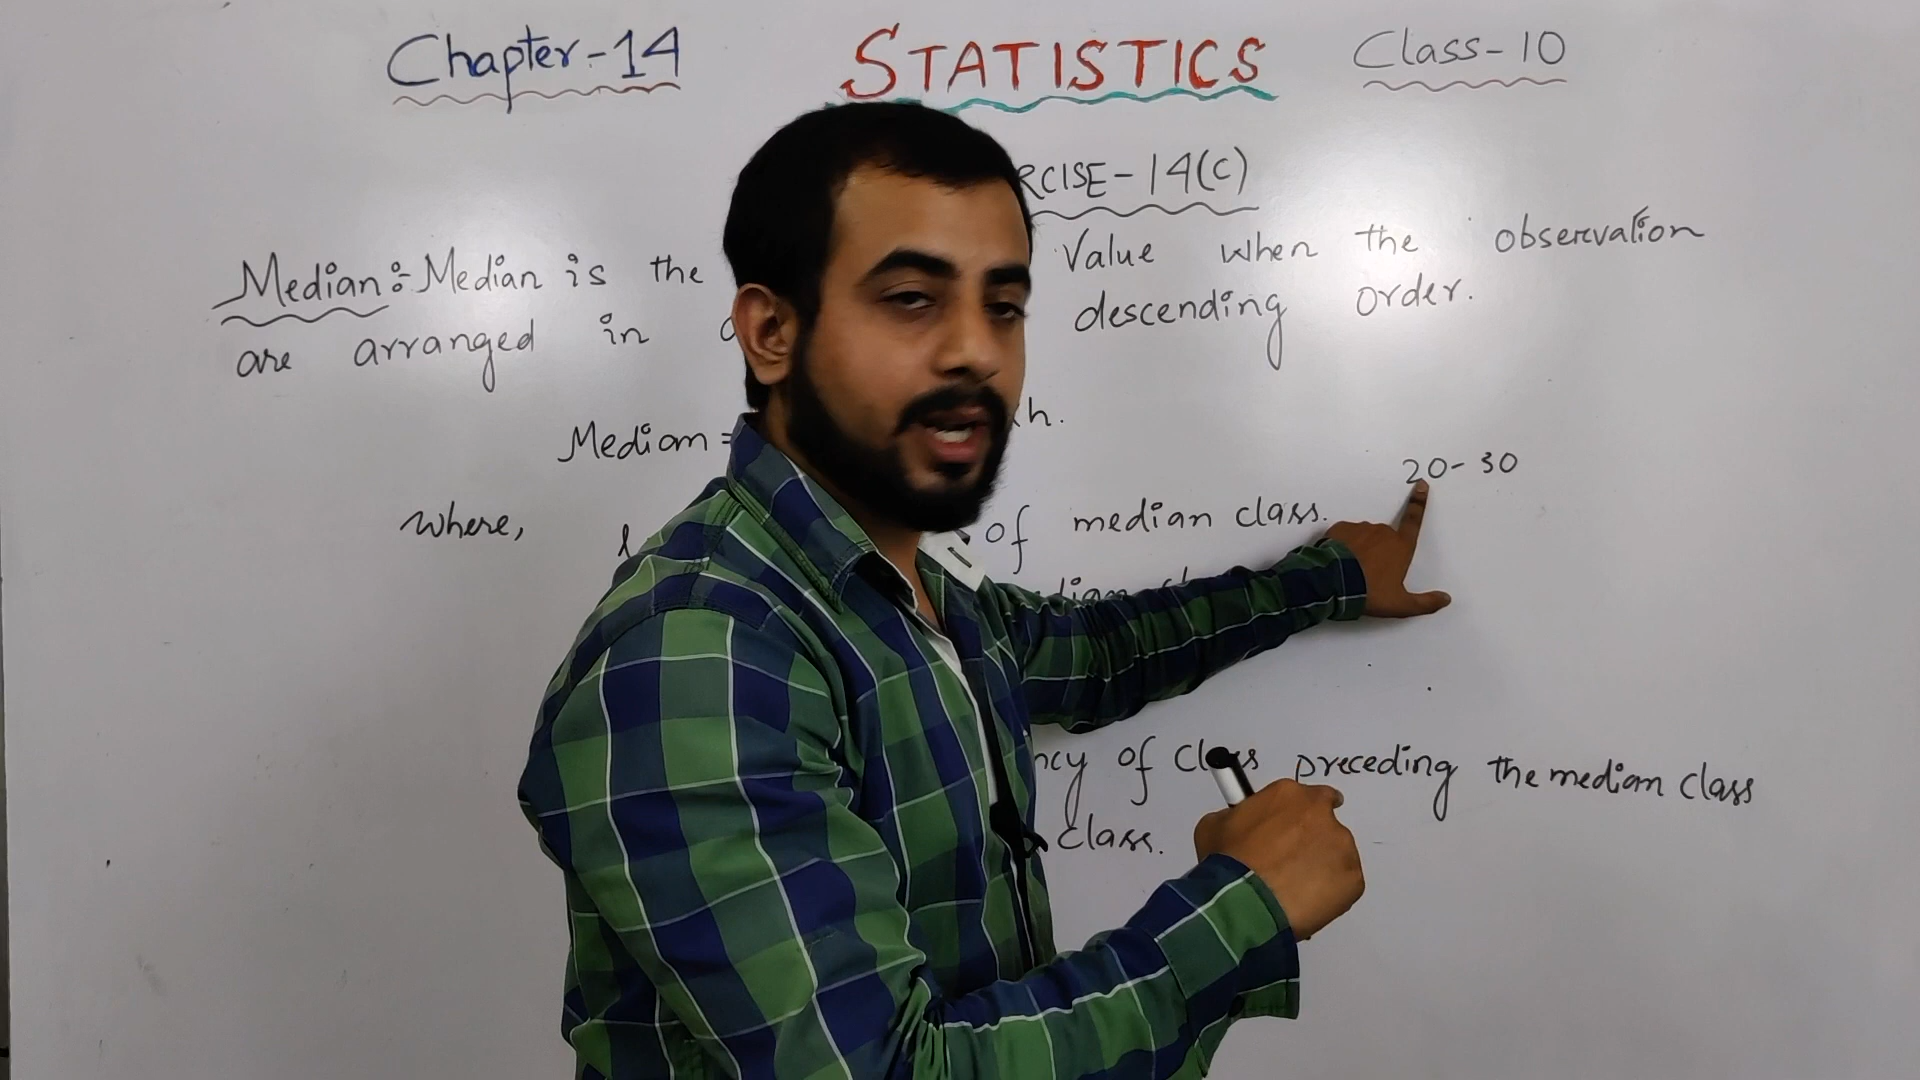 Chapter-14 STATISTICS Class-10
RCISE-14(C)
Median :- Median is the Value when the observation
are arranged in descending order.
Median = xh.
20-30
where, l of median class.
ncy of class preceding the median class
class.